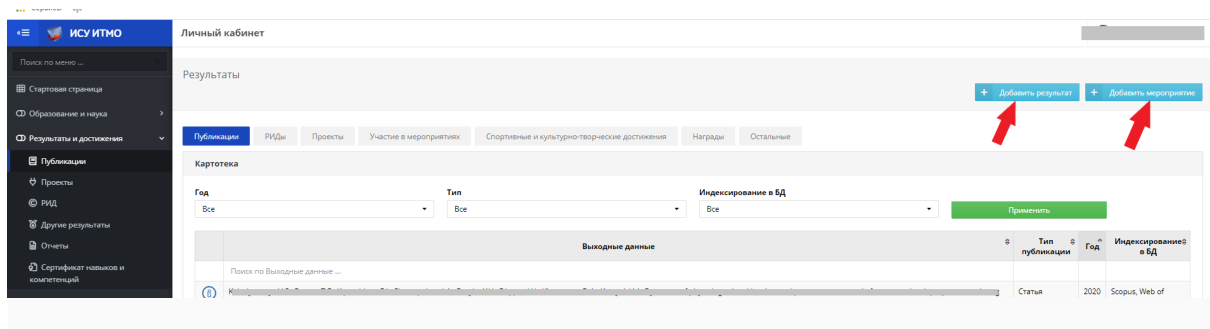 ИСУ ИТМО
Личный кабинет
Поиск по меню ...
Результаты
Стартовая страница
+ Добавить результат
+ Добавить мероприятие
Образование и наука
Результаты и достижения
Публикации
РИДы
Проекты
Участие в мероприятиях
Спортивные и культурно-творческие достижения
Награды
Остальные
Публикации
Картотека
Проекты
Год
Тип
Индексирование в БД
РИД
Все
Все
Все
Применить
Другие результаты
Отчеты
Выходные данные
Тип публикации
Год
Индексирование в БД
Сертификат навыков и
компетенций
Поиск по Выходные данные ...
Статья
2020
Scopus, Web of